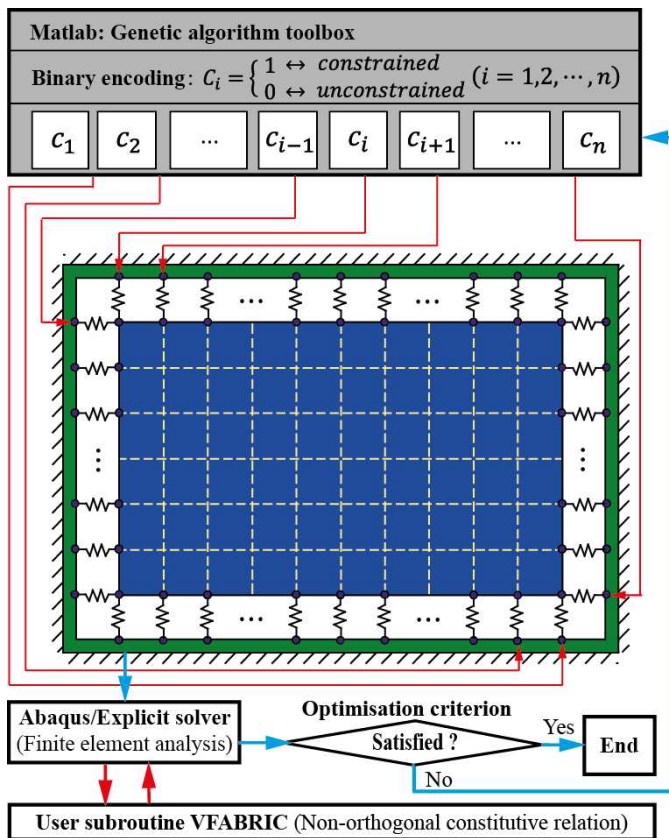 Matlab: Genetic algorithm toolbox
Binary encoding: C_i = { 1 ↔ constrained
0 ↔ unconstrained (i = 1,2,⋯,n)
c_1 c_2 ... c_{i−1} c_i c_{i+1} ... c_n
... ...
⋮ ⋮
... ...
Abaqus/Explicit solver
(Finite element analysis)
Optimisation criterion
Satisfied ?
Yes
End
No
User subroutine VFABRIC (Non-orthogonal constitutive relation)